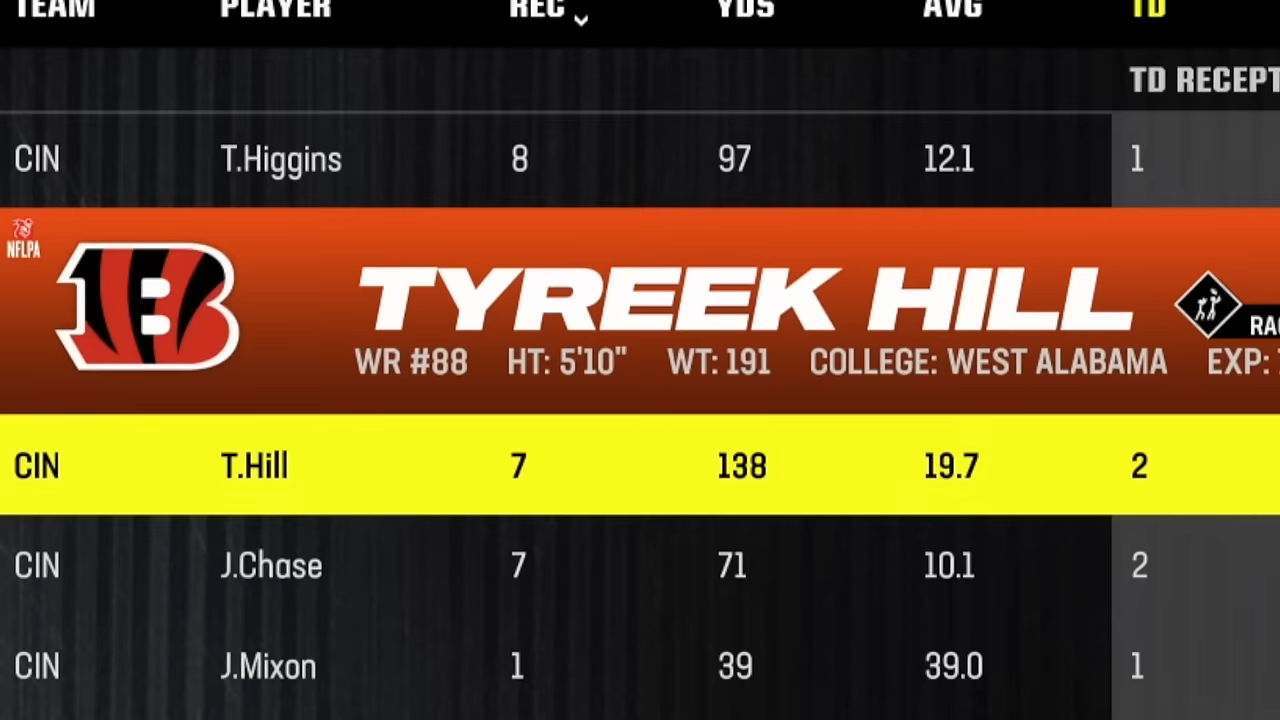 TEAM PLAYER REC YDS AVG TD
TD RECEPT
CIN T.Higgins 8 97 12.1 1
NFLPA
B
TYREEK HILL
WR #88 HT: 5'10" WT: 191 COLLEGE: WEST ALABAMA EXP:
RAC
CIN T.Hill 7 138 19.7 2
CIN J.Chase 7 71 10.1 2
CIN J.Mixon 1 39 39.0 1